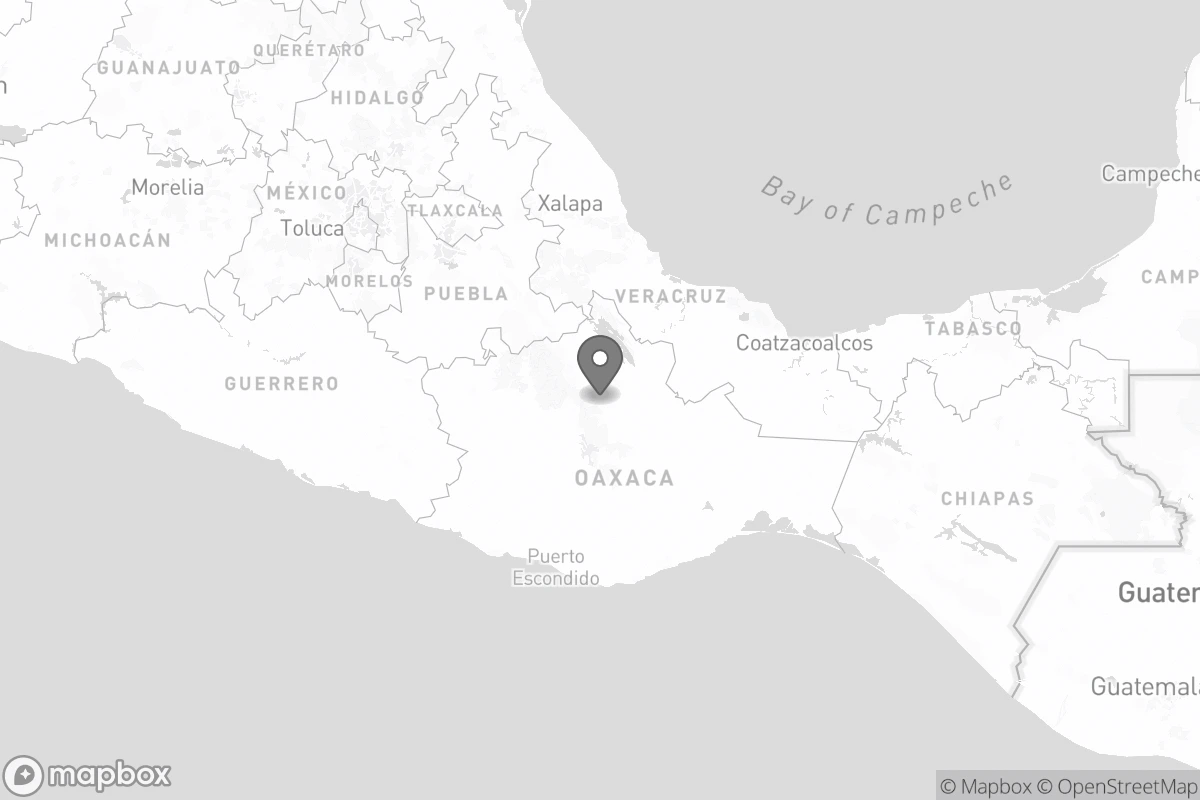 QUERÉTARO
GUANAJUATO
HIDALGO
Morelia
MÉXICO
Xalapa
Bay of Campeche
Campeche
TLAXCALA
Toluca
MICHOACÁN
MORELOS
PUEBLA
VERACRUZ
CAMP
TABASCO
Coatzacoalcos
GUERRERO
OAXACA
CHIAPAS
Puerto
Escondido
Guater
Guatemala
mapbox
© Mapbox © OpenStreetMap